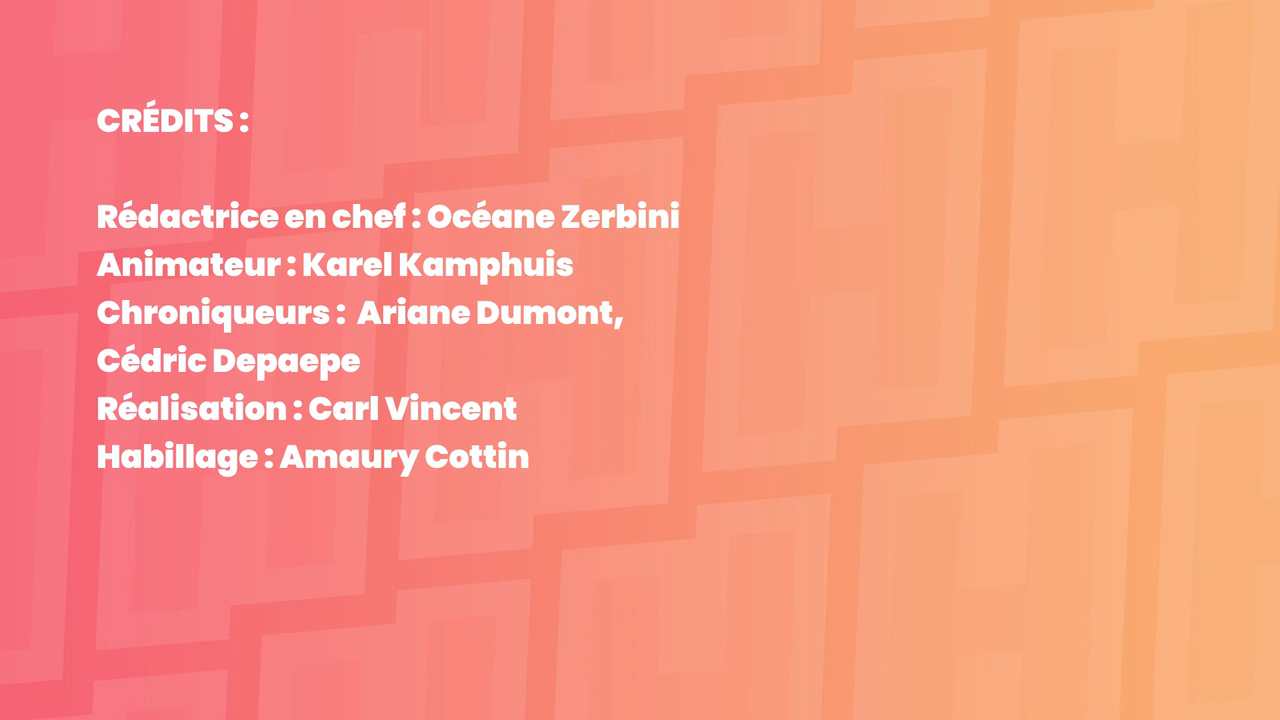 CRÉDITS :
Rédactrice en chef : Océane Zerbini
Animateur : Karel Kamphuis
Chroniqueurs :  Ariane Dumont,
Cédric Depaepe
Réalisation : Carl Vincent
Habillage : Amaury Cottin